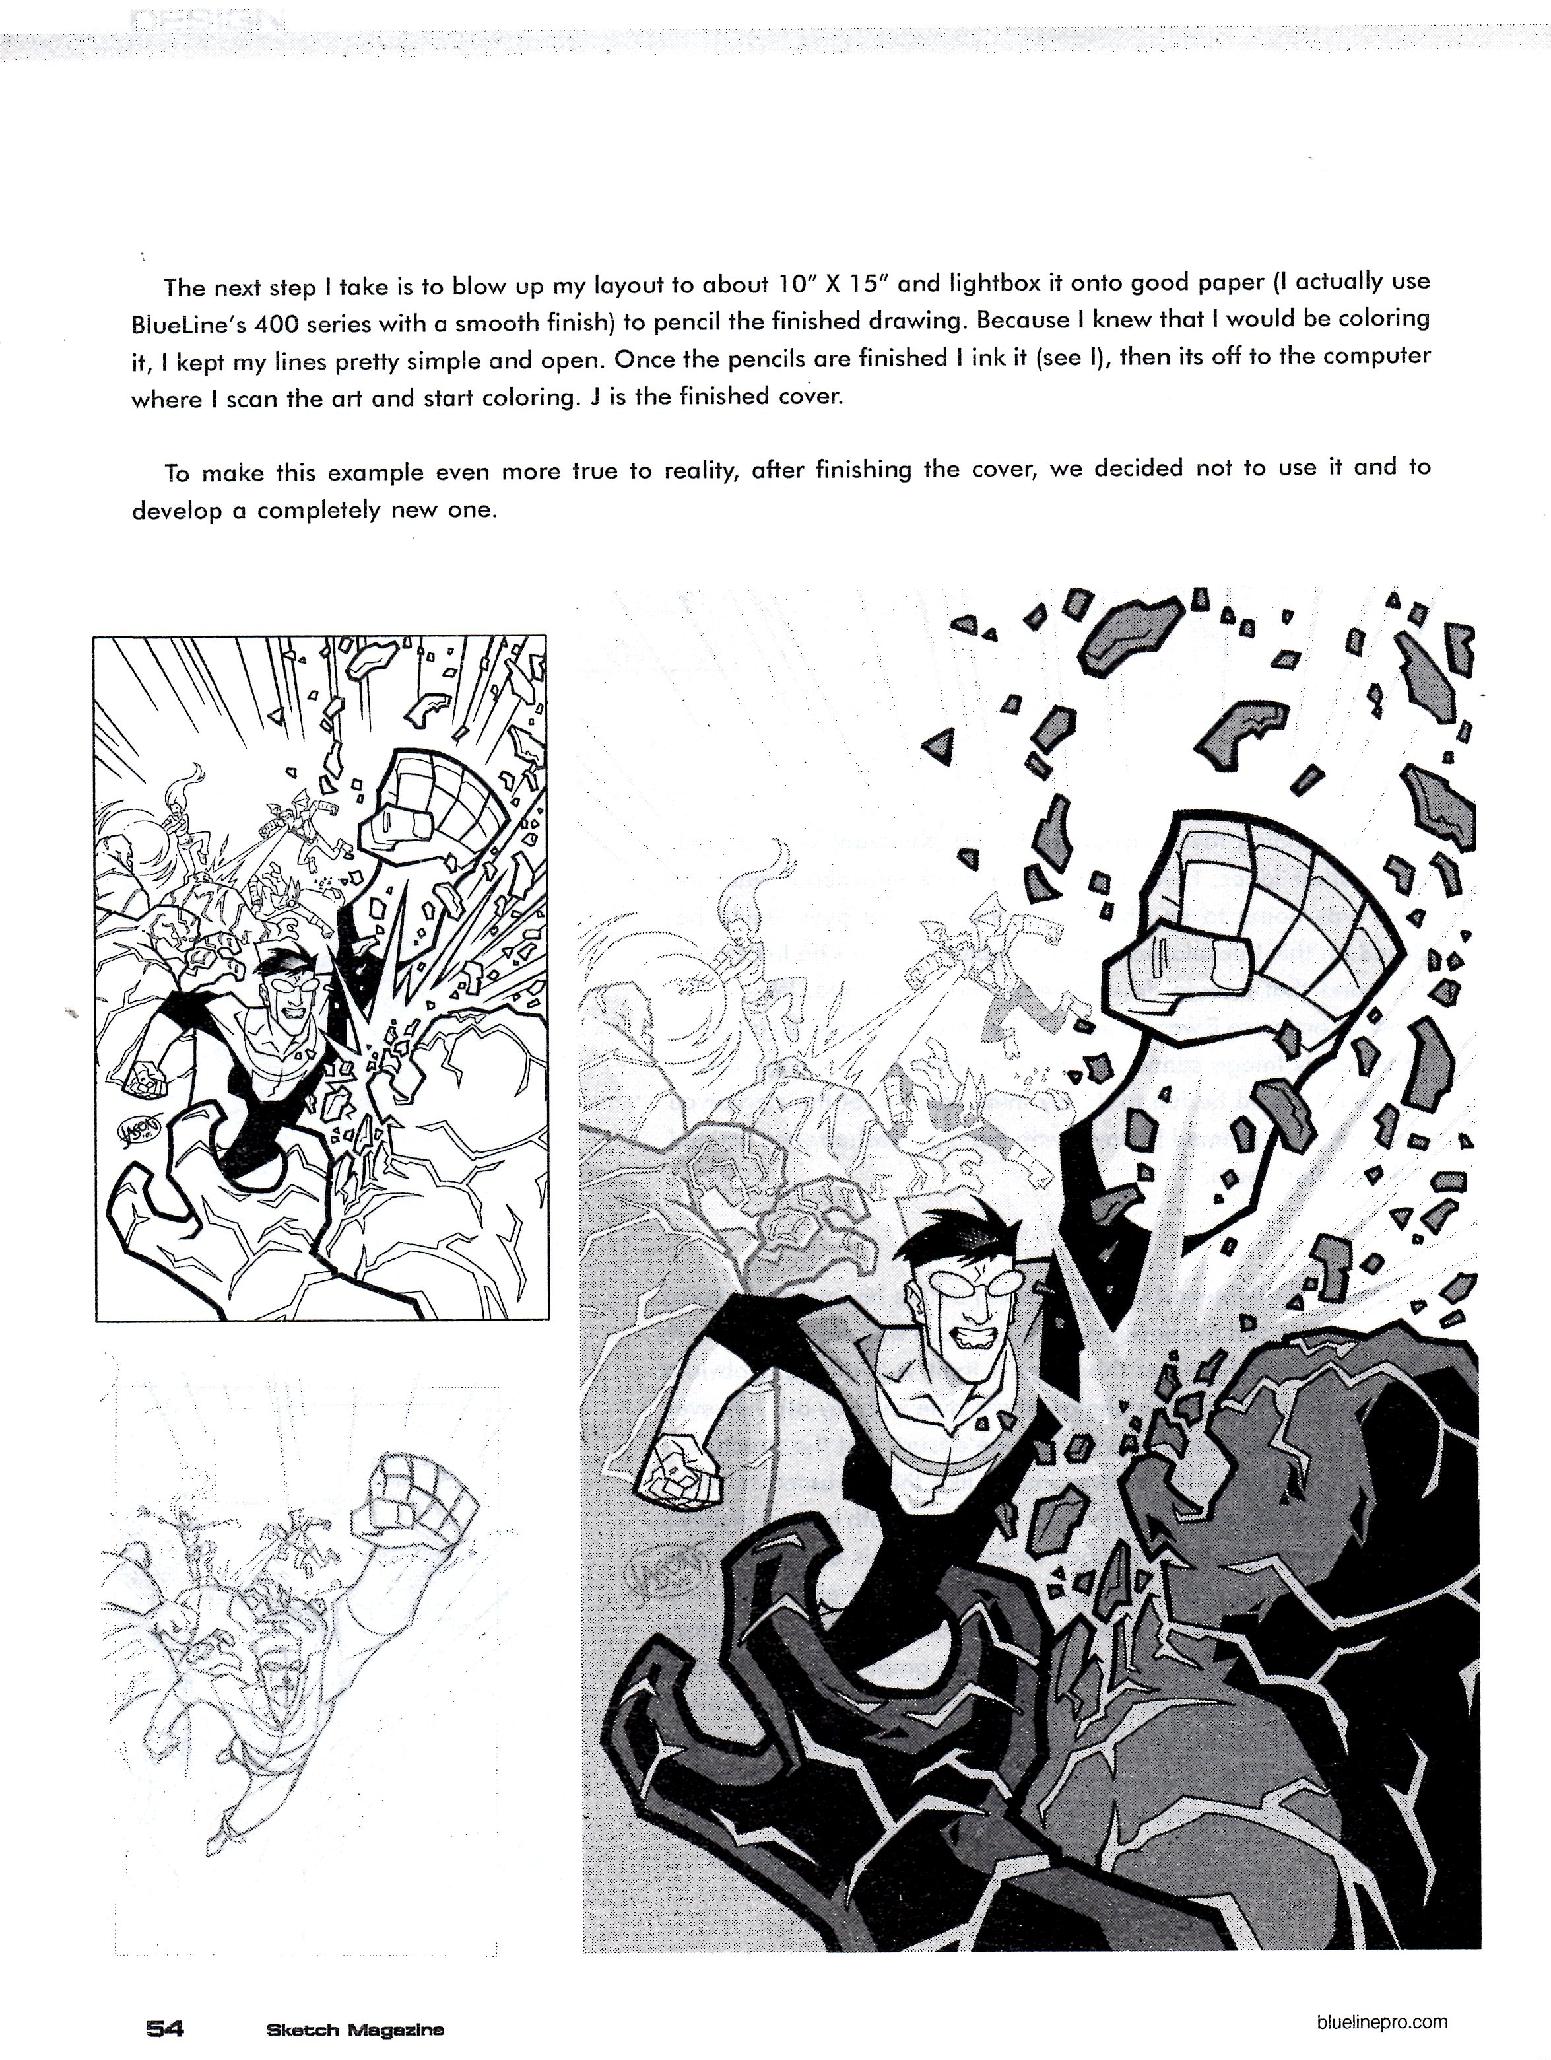 DESIGN
The next step I take is to blow up my layout to about 10" X 15" and lightbox it onto good paper (I actually use
BlueLine's 400 series with a smooth finish) to pencil the finished drawing. Because I knew that I would be coloring
it, I kept my lines pretty simple and open. Once the pencils are finished I ink it (see I), then its off to the computer
where I scan the art and start coloring. J is the finished cover.
To make this example even more true to reality, after finishing the cover, we decided not to use it and to
develop a completely new one.
JASON
JASON
54 Sketch Magazine blueline​pro.com